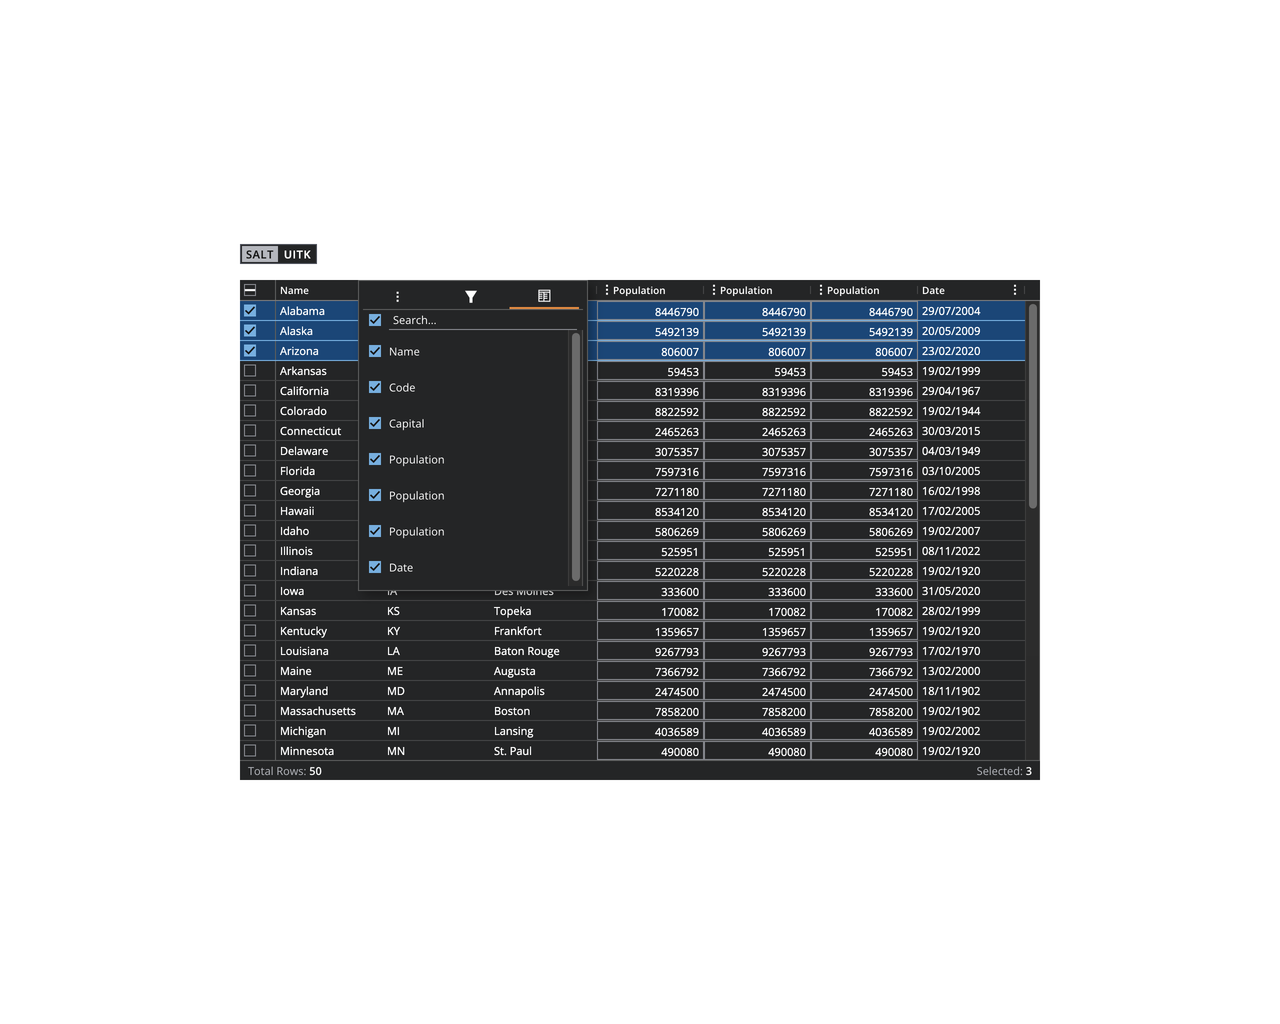 SALT UITK
Name Population Population Population Date
Search...
Name
Code
Capital
Population
Population
Population
Date
Alabama 8446790 8446790 8446790 29/07/2004
Alaska 5492139 5492139 5492139 20/05/2009
Arizona 806007 806007 806007 23/02/2020
Arkansas 59453 59453 59453 19/02/1999
California 8319396 8319396 8319396 29/04/1967
Colorado 8822592 8822592 8822592 19/02/1944
Connecticut 2465263 2465263 2465263 30/03/2015
Delaware 3075357 3075357 3075357 04/03/1949
Florida 7597316 7597316 7597316 03/10/2005
Georgia 7271180 7271180 7271180 16/02/1998
Hawaii 8534120 8534120 8534120 17/02/2005
Idaho 5806269 5806269 5806269 19/02/2007
Illinois 525951 525951 525951 08/11/2022
Indiana 5220228 5220228 5220228 19/02/1920
Iowa IA Des Moines 333600 333600 333600 31/05/2020
Kansas KS Topeka 170082 170082 170082 28/02/1999
Kentucky KY Frankfort 1359657 1359657 1359657 19/02/1920
Louisiana LA Baton Rouge 9267793 9267793 9267793 17/02/1970
Maine ME Augusta 7366792 7366792 7366792 13/02/2000
Maryland MD Annapolis 2474500 2474500 2474500 18/11/1902
Massachusetts MA Boston 7858200 7858200 7858200 19/02/1902
Michigan MI Lansing 4036589 4036589 4036589 19/02/2002
Minnesota MN St. Paul 490080 490080 490080 19/02/1920
Total Rows: 50 Selected: 3